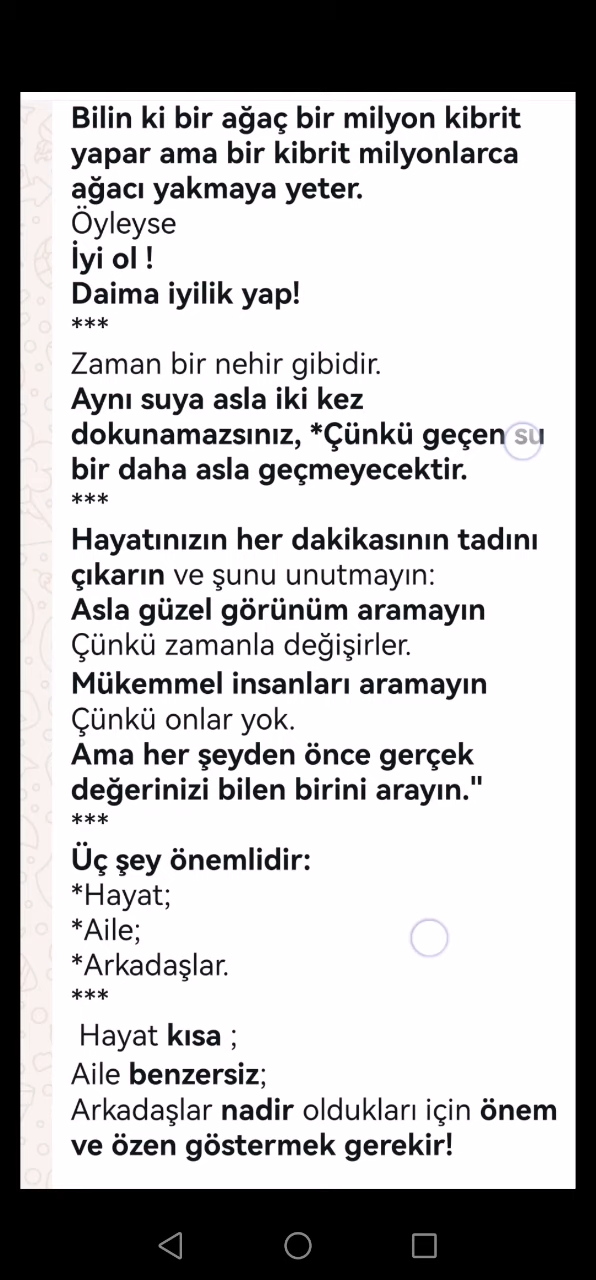 Bilin ki bir ağaç bir milyon kibrit
yapar ama bir kibrit milyonlarca
ağacı yakmaya yeter.
Öyleyse
İyi ol !
Daima iyilik yap!
***
Zaman bir nehir gibidir.
Aynı suya asla iki kez
dokunamazsınız, *Çünkü geçen su
bir daha asla geçmeyecektir.
***
Hayatınızın her dakikasının tadını
çıkarın ve şunu unutmayın:
Asla güzel görünüm aramayın
Çünkü zamanla değişirler.
Mükemmel insanları aramayın
Çünkü onlar yok.
Ama her şeyden önce gerçek
değerinizi bilen birini arayın."
***
Üç şey önemlidir:
*Hayat;
*Aile;
*Arkadaşlar.
***
Hayat kısa ;
Aile benzersiz;
Arkadaşlar nadir oldukları için önem
ve özen göstermek gerekir!